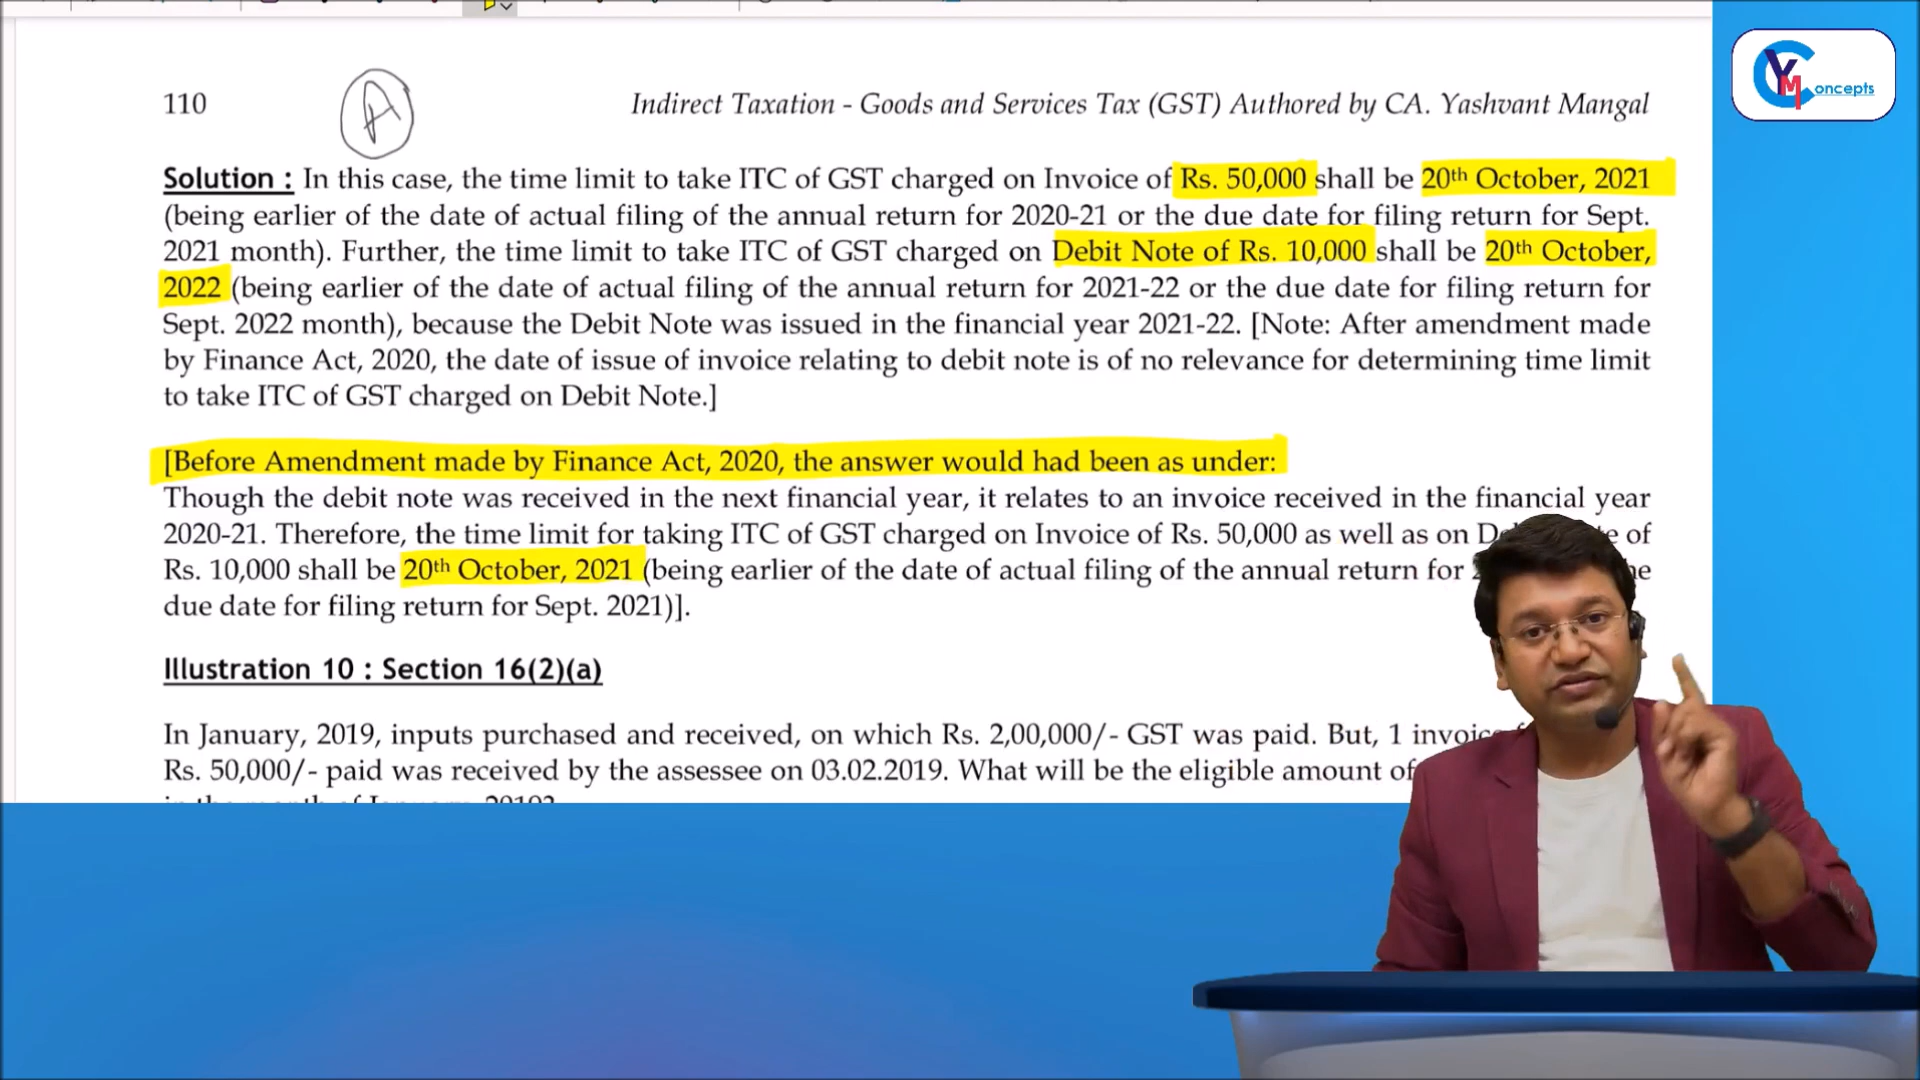 110
A
Indirect Taxation - Goods and Services Tax (GST) Authored by CA. Yashvant Mangal
CYM oncepts
Solution : In this case, the time limit to take ITC of GST charged on Invoice of Rs. 50,000 shall be 20th October, 2021
(being earlier of the date of actual filing of the annual return for 2020-21 or the due date for filing return for Sept.
2021 month). Further, the time limit to take ITC of GST charged on Debit Note of Rs. 10,000 shall be 20th October,
2022 (being earlier of the date of actual filing of the annual return for 2021-22 or the due date for filing return for
Sept. 2022 month), because the Debit Note was issued in the financial year 2021-22. [Note: After amendment made
by Finance Act, 2020, the date of issue of invoice relating to debit note is of no relevance for determining time limit
to take ITC of GST charged on Debit Note.]
[Before Amendment made by Finance Act, 2020, the answer would had been as under:
Though the debit note was received in the next financial year, it relates to an invoice received in the financial year
2020-21. Therefore, the time limit for taking ITC of GST charged on Invoice of Rs. 50,000 as well as on of
Rs. 10,000 shall be 20th October, 2021 (being earlier of the date of actual filing of the annual return for
due date for filing return for Sept. 2021)].
Illustration 10 : Section 16(2)(a)
In January, 2019, inputs purchased and received, on which Rs. 2,00,000/- GST was paid. But, 1 invoice
Rs. 50,000/- paid was received by the assessee on 03.02.2019. What will be the eligible amount of